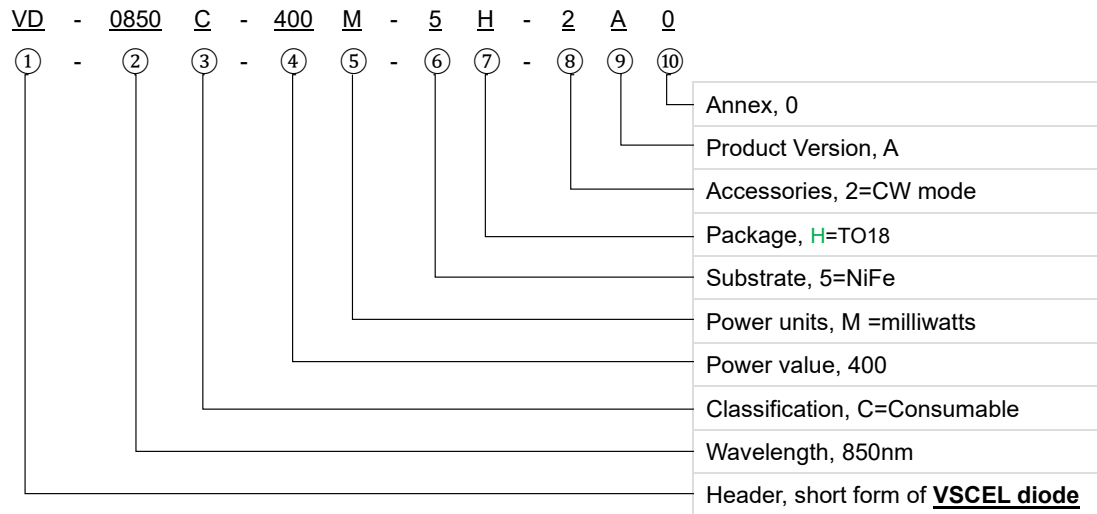 VD - 0850 C - 400 M - 5 H - 2 A 0
① - ② ③ - ④ ⑤ - ⑥ ⑦ - ⑧ ⑨ ⑩
Annex, 0
Product Version, A
Accessories, 2=CW mode
Package, H=TO18
Substrate, 5=NiFe
Power units, M =milliwatts
Power value, 400
Classification, C=Consumable
Wavelength, 850nm
Header, short form of VSCEL diode